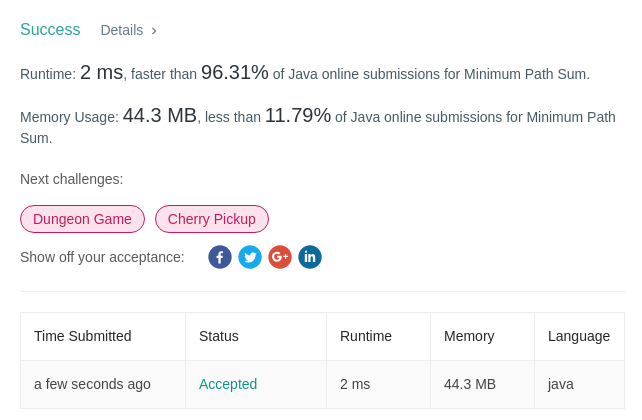 Success Details >
Runtime: 2 ms, faster than 96.31% of Java online submissions for Minimum Path Sum.
Memory Usage: 44.3 MB, less than 11.79% of Java online submissions for Minimum Path
Sum.
Next challenges:
Dungeon Game Cherry Pickup
Show off your acceptance: f G+ in
Time Submitted Status Runtime Memory Language
a few seconds ago Accepted 2 ms 44.3 MB java